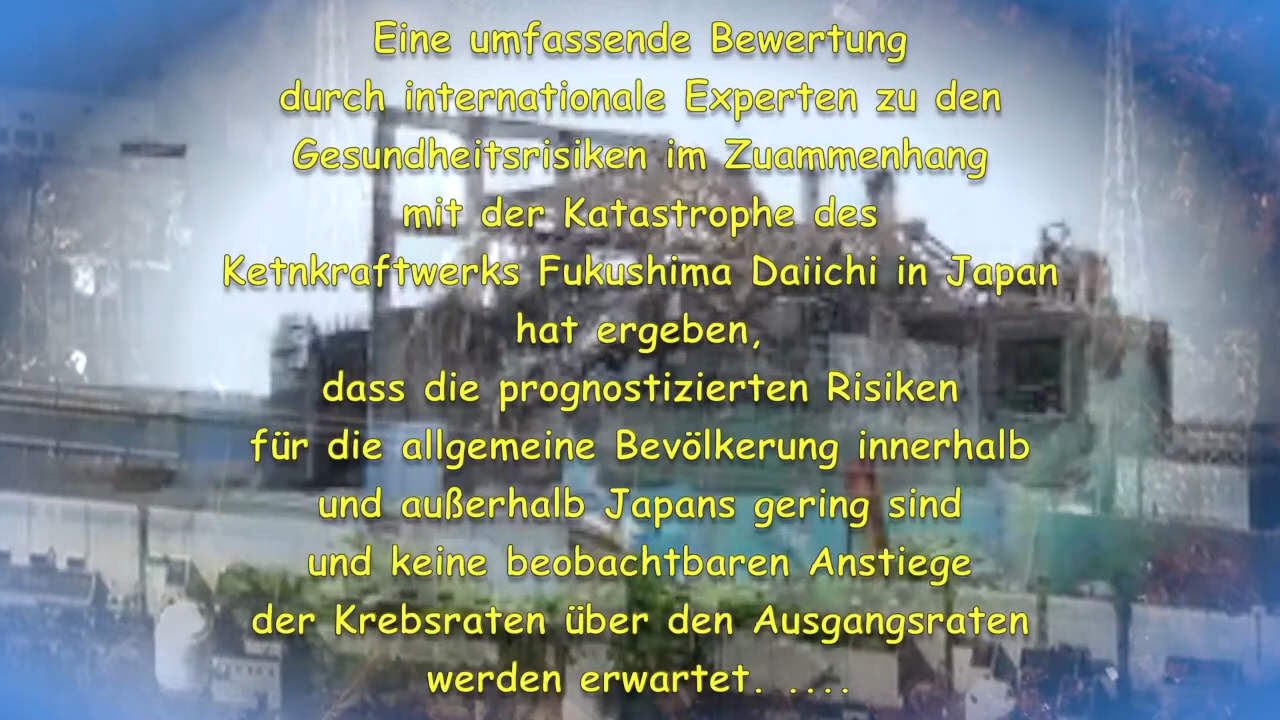 Eine umfassende Bewertung
durch internationale Experten zu den
Gesundheitsrisiken im Zuammenhang
mit der Katastrophe des
Ketnkraftwerks Fukushima Daiichi in Japan
hat ergeben,
dass die prognostizierten Risiken
für die allgemeine Bevölkerung innerhalb
und außerhalb Japans gering sind
und keine beobachtbaren Anstiege
der Krebsraten über den Ausgangsraten
werden erwartet. ....